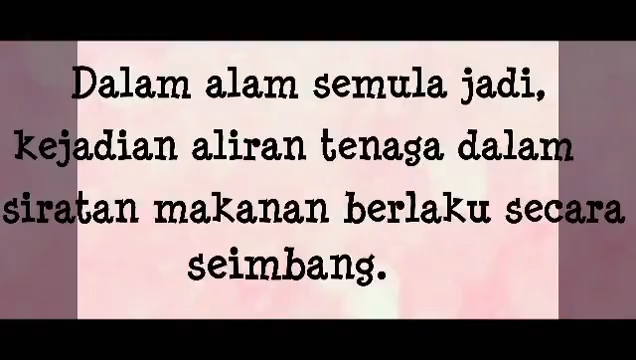 Dalam alam semula jadi,
kejadian aliran tenaga dalam
siratan makanan berlaku secara
seimbang.